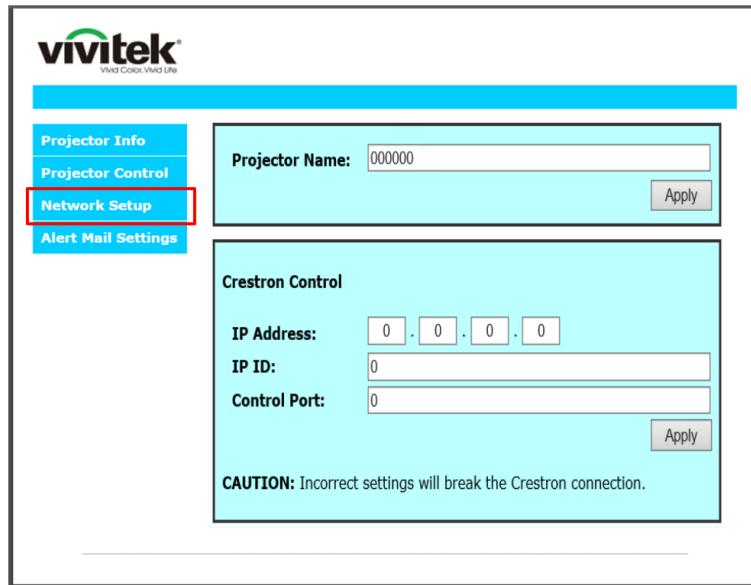 vivitek
Vivid Color, Vivid Life
Projector Info
Projector Control
Network Setup
Alert Mail Settings
Projector Name: 000000
Apply
Crestron Control
IP Address: 0 . 0 . 0 . 0
IP ID: 0
Control Port: 0
Apply
CAUTION: Incorrect settings will break the Crestron connection.